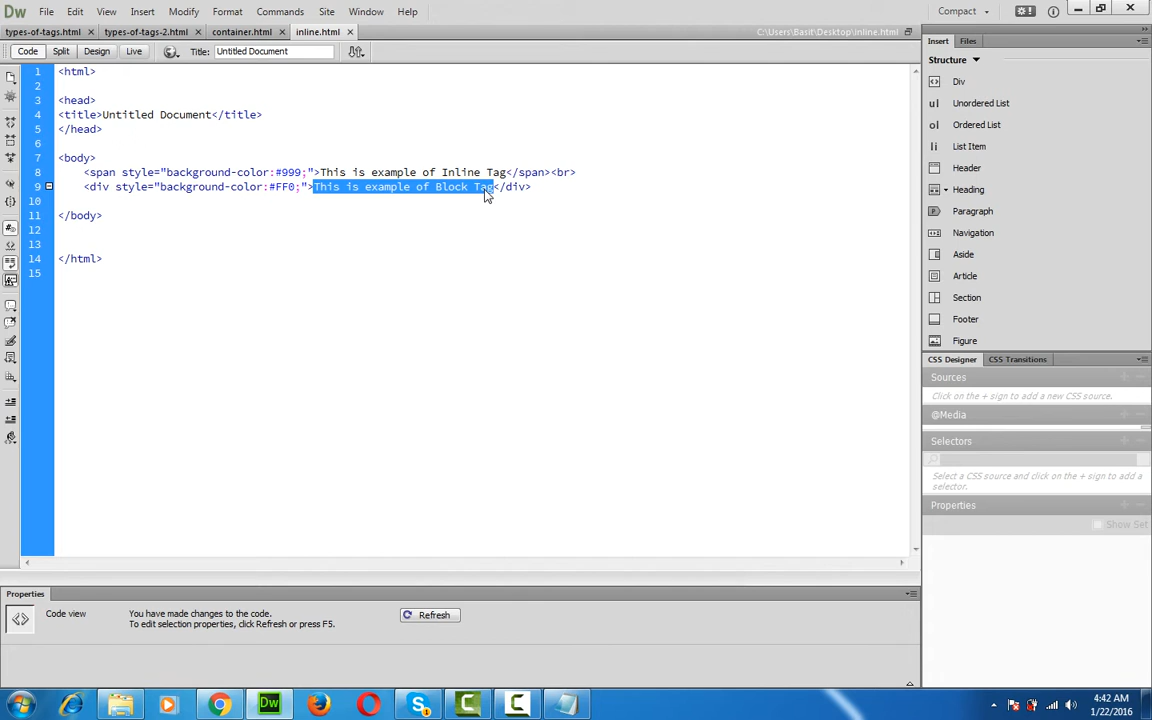 Dw File Edit View Insert Modify Format Commands Site Window Help Compact
types-of-tags.html × types-of-tags-2.html × container.html × inline.html × C:\Users\Basit\Desktop\inline.html
Code Split Design Live Title: Untitled Document
1 <html>
2
3 <head>
4 <title>Untitled Document</title>
5 </head>
6
7 <body>
8 <span style="background-color:#999;">This is example of Inline Tag</span><br>
9 <div style="background-color:#FF0;">This is example of Block Tag</div>
10
11 </body>
12
13
14 </html>
15
Insert Files
Structure
Div
ul Unordered List
ol Ordered List
li List Item
Header
H Heading
P Paragraph
Navigation
Aside
Article
Section
Footer
Figure
CSS Designer CSS Transitions
Sources
Click on the + sign to add a new CSS source.
@Media
Selectors
Select a CSS source and click on the + sign to add a
selector.
Properties
Show Set
Properties
Code view
You have made changes to the code.
To edit selection properties, click Refresh or press F5.
Refresh
4:42 AM
1/22/2016